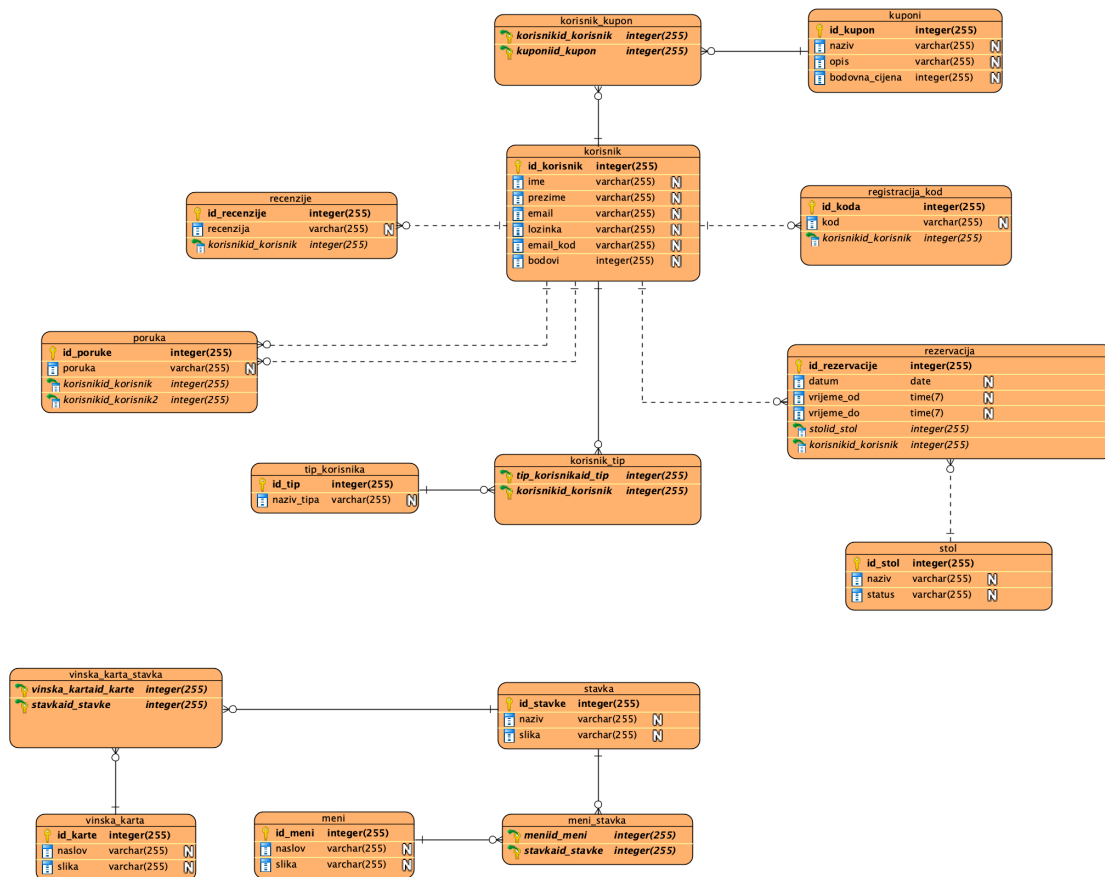 korisnik_kupon
korisnikid_korisnik integer(255)
kuponiid_kupon integer(255)
kuponi
id_kupon integer(255)
naziv varchar(255) N
opis varchar(255) N
bodovna_cijena integer(255) N
korisnik
id_korisnik integer(255)
ime varchar(255) N
prezime varchar(255) N
email varchar(255) N
lozinka varchar(255) N
email_kod varchar(255) N
bodovi integer(255) N
recenzije
id_recenzije integer(255)
recenzija varchar(255) N
korisnikid_korisnik integer(255)
registracija_kod
id_koda integer(255)
kod varchar(255) N
korisnikid_korisnik integer(255)
poruka
id_poruke integer(255)
poruka varchar(255) N
korisnikid_korisnik integer(255)
korisnikid_korisnik2 integer(255)
rezervacija
id_rezervacije integer(255)
datum date N
vrijeme_od time(7) N
vrijeme_do time(7) N
stolid_stol integer(255)
korisnikid_korisnik integer(255)
tip_korisnika
id_tip integer(255)
naziv_tipa varchar(255) N
korisnik_tip
tip_korisnikaid_tip integer(255)
korisnikid_korisnik integer(255)
stol
id_stol integer(255)
naziv varchar(255) N
status varchar(255) N
vinska_karta_stavka
vinska_kartaid_karte integer(255)
stavkaid_stavke integer(255)
stavka
id_stavke integer(255)
naziv varchar(255) N
slika varchar(255) N
vinska_karta
id_karte integer(255)
naslov varchar(255) N
slika varchar(255) N
meni
id_meni integer(255)
naslov varchar(255) N
slika varchar(255) N
meni_stavka
meniid_meni integer(255)
stavkaid_stavke integer(255)